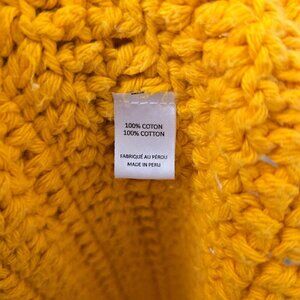 100% COTON
100% COTTON
FABRIQUÉ AU PÉROU
MADE IN PERU